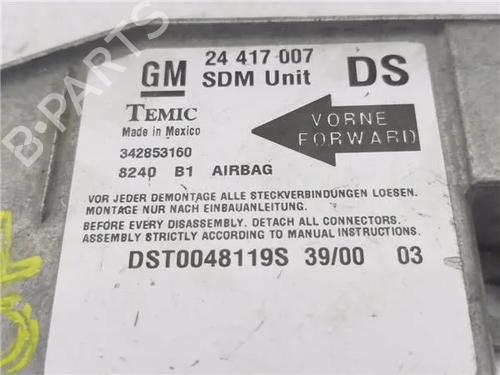 B-PARTS
GM 24 417 007 DS
SDM Unit
TEMIC
Made in Mexico
VORNE
FORWARD
342853160
8240 B1 AIRBAG
VOR JEDER DEMONTAGE ALLE STECKVERBINDUNGEN LOESEN.
MONTAGE NUR NACH EINBAUANLEITUNG.
BEFORE EVERY DISASSEMBLY, DETACH ALL CONNECTORS.
ASSEMBLY STRICTLY ACCORDING TO MANUAL INSTRUCTIONS.
DST0048119S 39/00 03